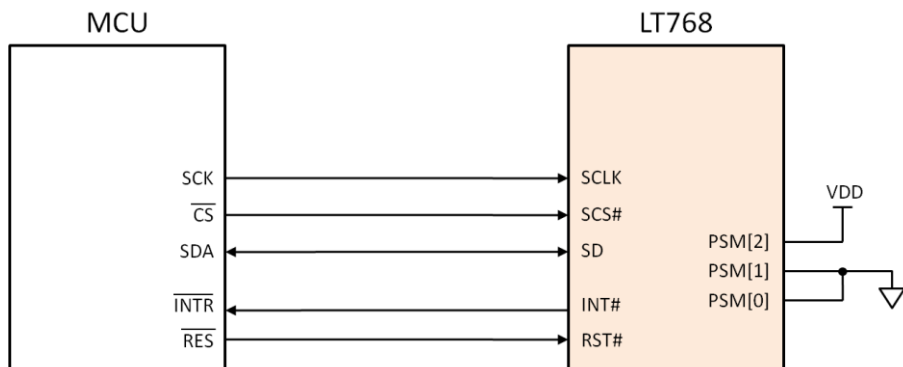 MCU
LT768
SCK
SCLK
CS
SCS#
VDD
SDA
SD
PSM[2]
PSM[1]
INTR
INT#
PSM[0]
RES
RST#